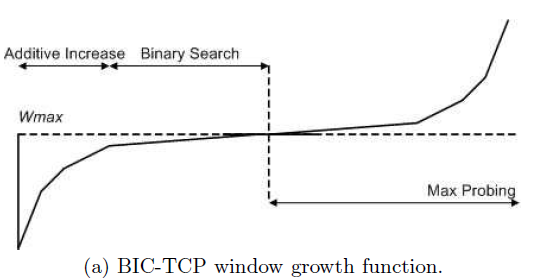 Additive Increase
Binary Search
Wmax
Max Probing
(a) BIC-TCP window growth function.